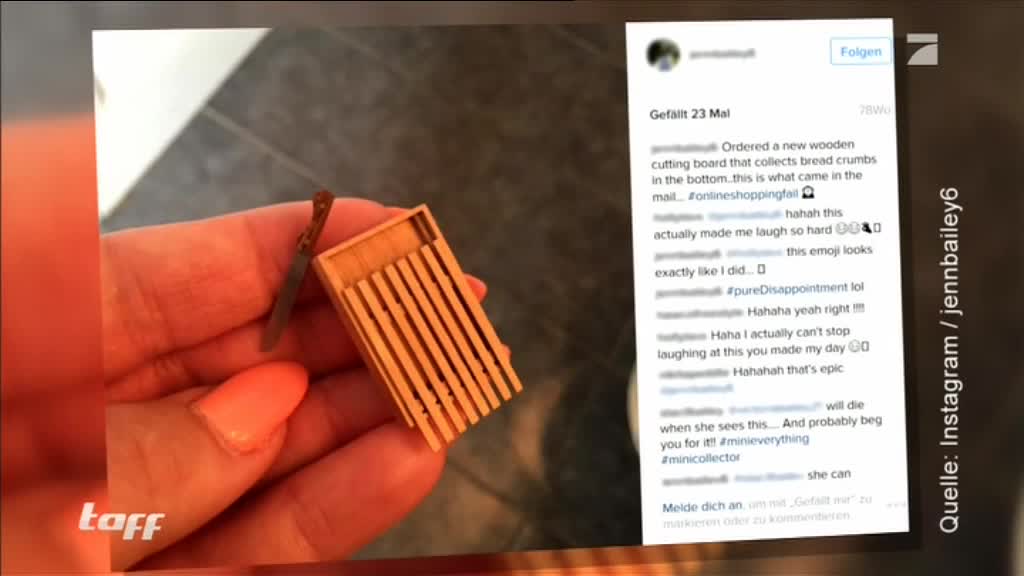 Folgen
Gefällt 23 Mal
78Wo
Ordered a new wooden
cutting board that collects bread crumbs
in the bottom..this is what came in the
mail... #onlineshoppingfail
hahah this
actually made me laugh so hard
this emoji looks
exactly like I did...
#pureDisappointment lol
Hahaha yeah right !!!!
Haha I actually can't stop
laughing at this you made my day
Hahahah that's epic
will die
when she sees this.... And probably beg
you for it!! #minieverything
#minicollector
she can
Melde dich an, um mit „Gefällt mir“ zu
markieren oder zu kommentieren.
Quelle: Instagram / jennbailey6
taff